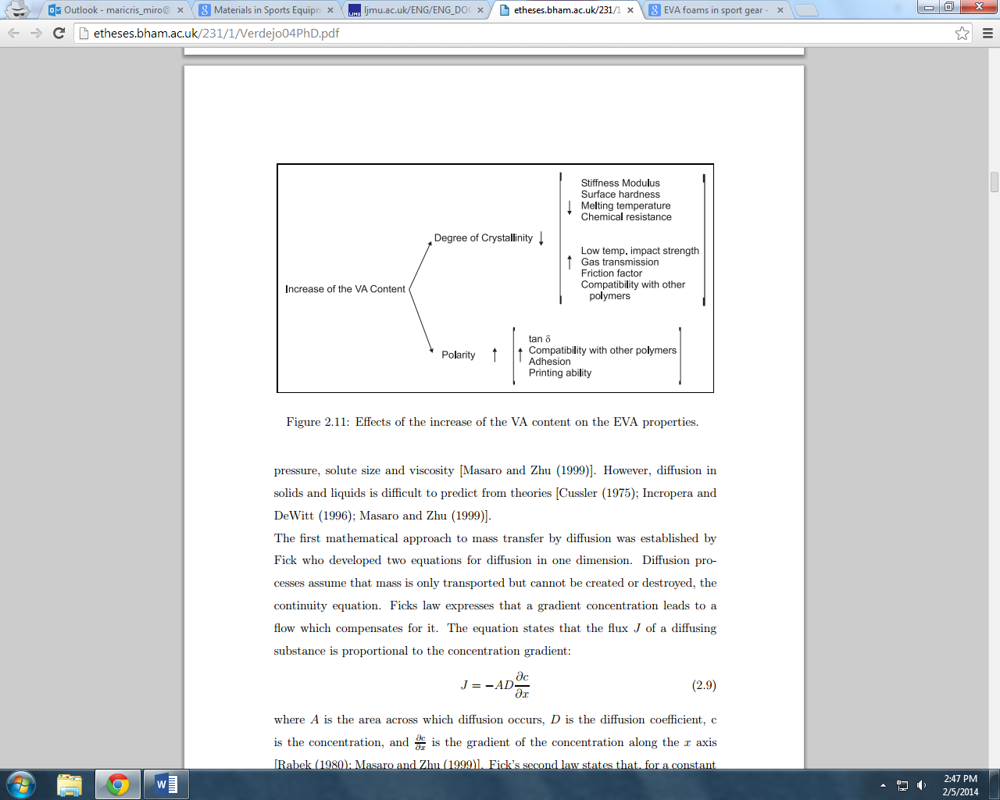 Outlook - maricris_miro@
Materials in Sports Equipm
ljmu.ac.uk/ENG/ENG_DOC
etheses.bham.ac.uk/231/1
EVA foams in sport gear -
etheses.bham.ac.uk/231/1/Verdejo04PhD.pdf
Stiffness Modulus
Surface hardness
↓ Melting temperature
Chemical resistance
Degree of Crystallinity ↓
Low temp. impact strength
↑ Gas transmission
Friction factor
Compatibility with other
polymers
Increase of the VA Content
tan δ
Polarity ↑ ↑ Compatibility with other polymers
Adhesion
Printing ability
Figure 2.11: Effects of the increase of the VA content on the EVA properties.
pressure, solute size and viscosity [Masaro and Zhu (1999)]. However, diffusion in
solids and liquids is difficult to predict from theories [Cussler (1975); Incropera and
DeWitt (1996); Masaro and Zhu (1999)].
The first mathematical approach to mass transfer by diffusion was established by
Fick who developed two equations for diffusion in one dimension. Diffusion pro-
cesses assume that mass is only transported but cannot be created or destroyed, the
continuity equation. Ficks law expresses that a gradient concentration leads to a
flow which compensates for it. The equation states that the flux J of a diffusing
substance is proportional to the concentration gradient:
J = −AD ∂c/∂x (2.9)
where A is the area across which diffusion occurs, D is the diffusion coefficient, c
is the concentration, and ∂c/∂x is the gradient of the concentration along the x axis
[Rabek (1980); Masaro and Zhu (1999)]. Fick's second law states that, for a constant
2:47 PM
2/5/2014